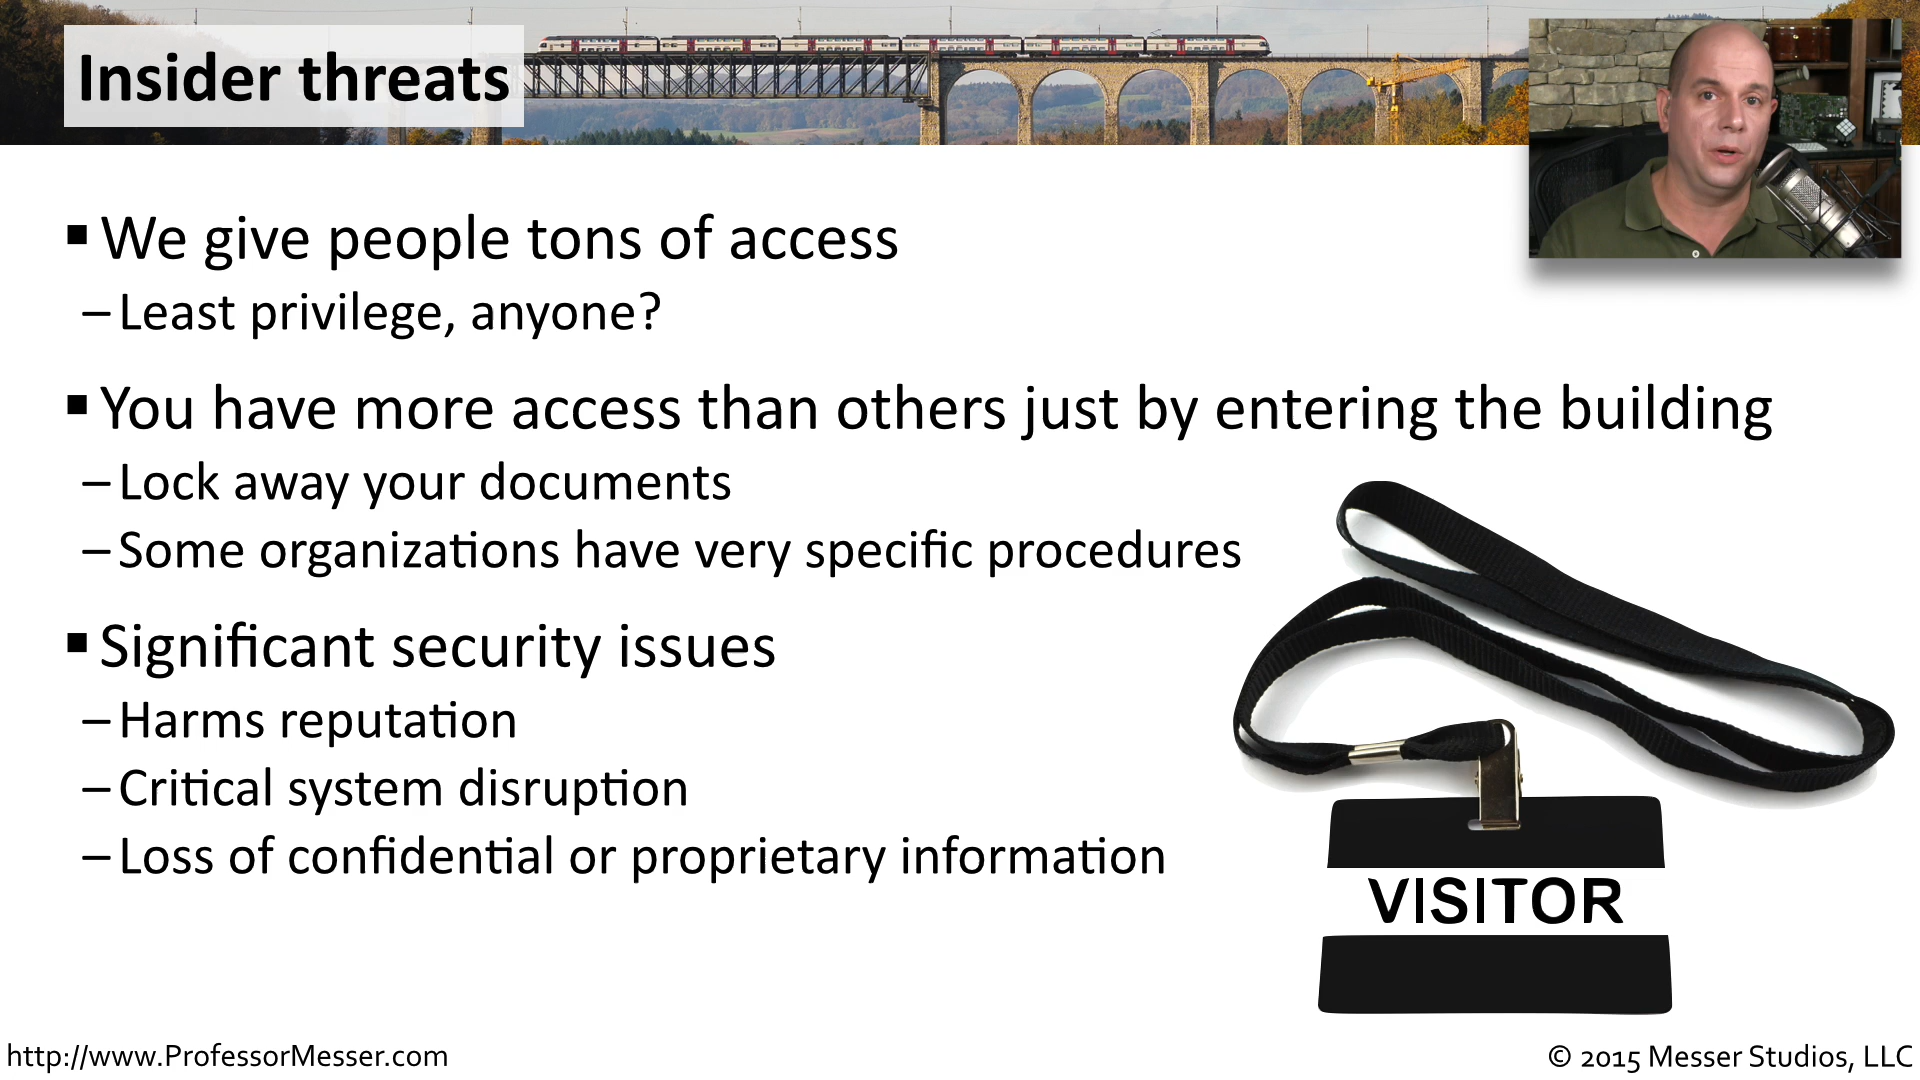 Insider threats
▪ We give people tons of access
– Least privilege, anyone?
▪ You have more access than others just by entering the building
– Lock away your documents
– Some organizations have very specific procedures
▪ Significant security issues
– Harms reputation
– Critical system disruption
– Loss of confidential or proprietary information
VISITOR
http://www.ProfessorMesser.com
© 2015 Messer Studios, LLC